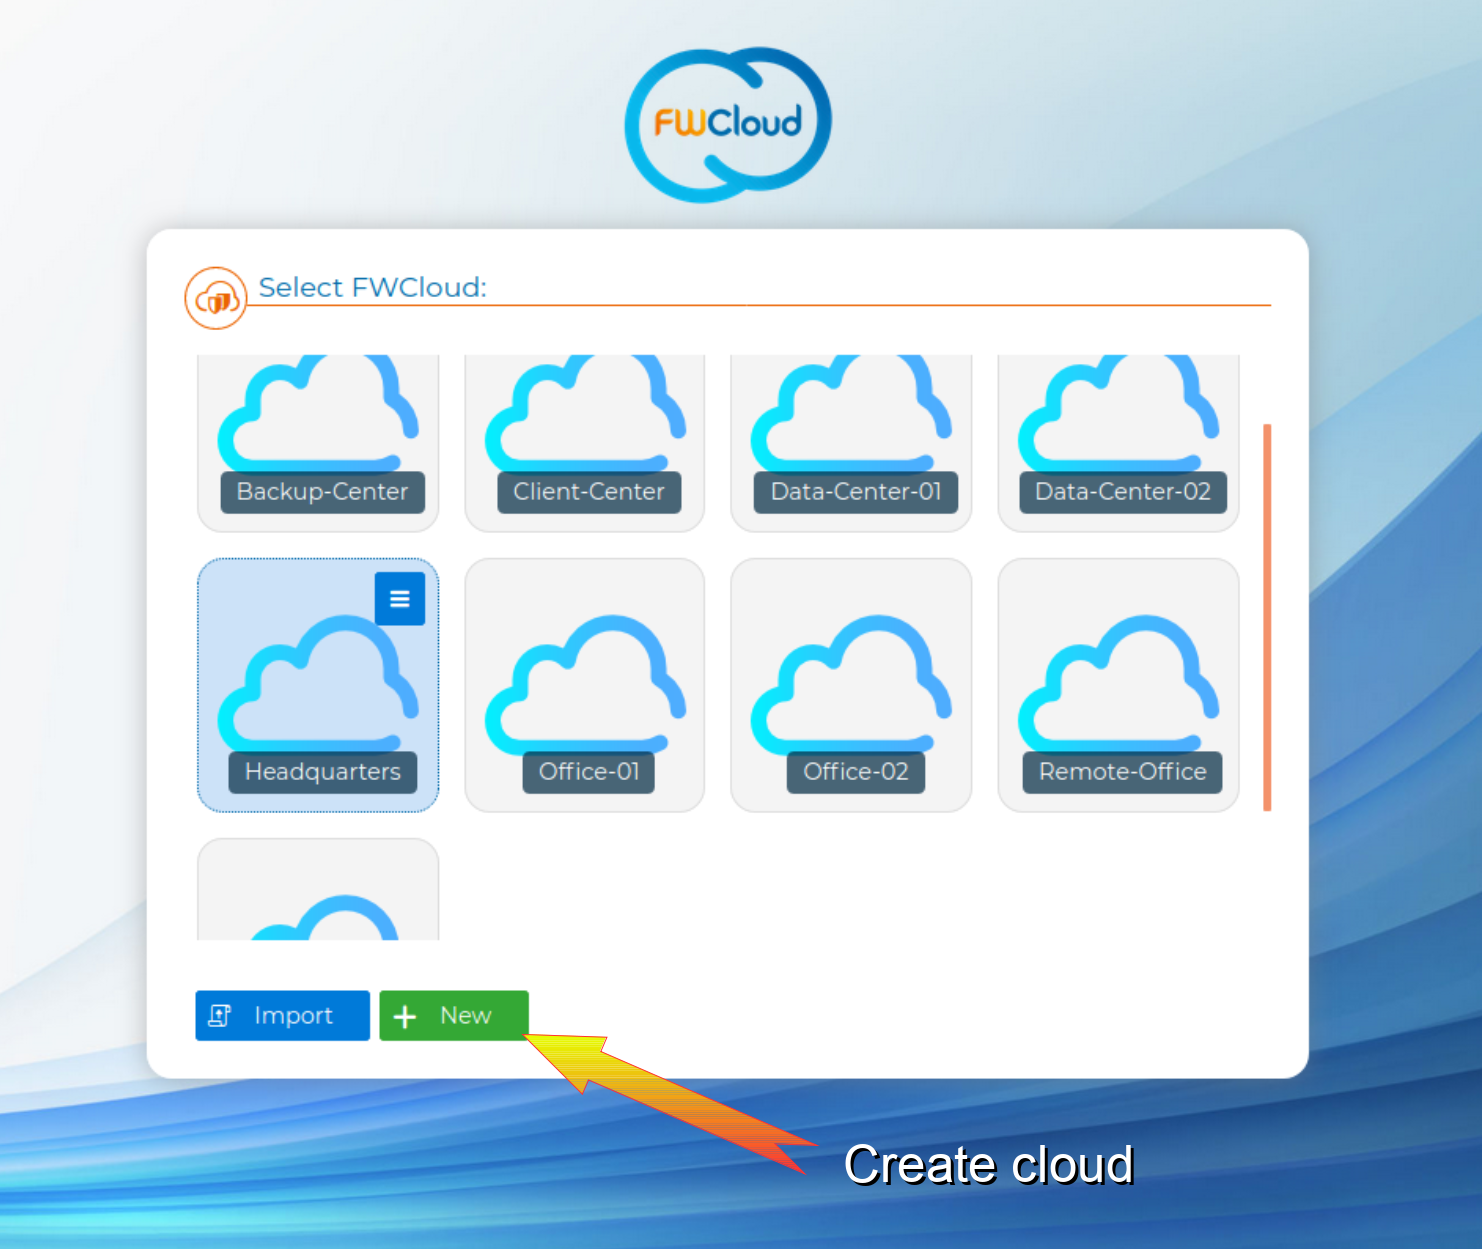 FWCloud
Select FWCloud:
Backup-Center
Client-Center
Data-Center-01
Data-Center-02
Headquarters
Office-01
Office-02
Remote-Office
Import
New
Create cloud